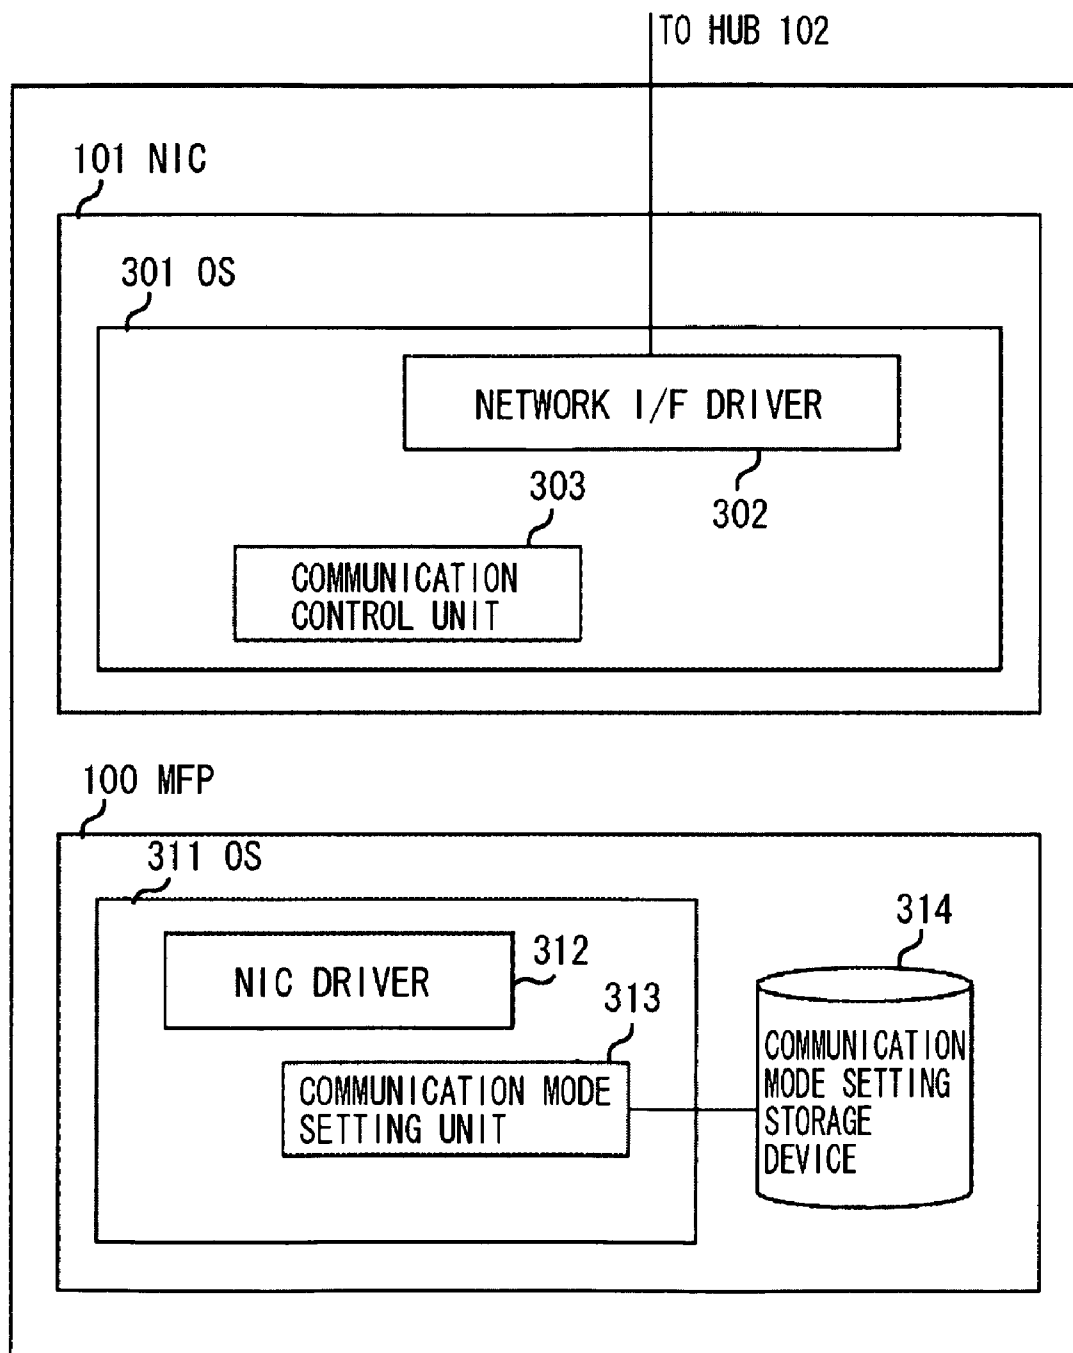 TO HUB 102
101 NIC
301 OS
NETWORK I/F DRIVER
302
303
COMMUNICATION
CONTROL UNIT
100 MFP
311 OS
NIC DRIVER
312
313
COMMUNICATION MODE
SETTING UNIT
314
COMMUNICATION
MODE SETTING
STORAGE
DEVICE